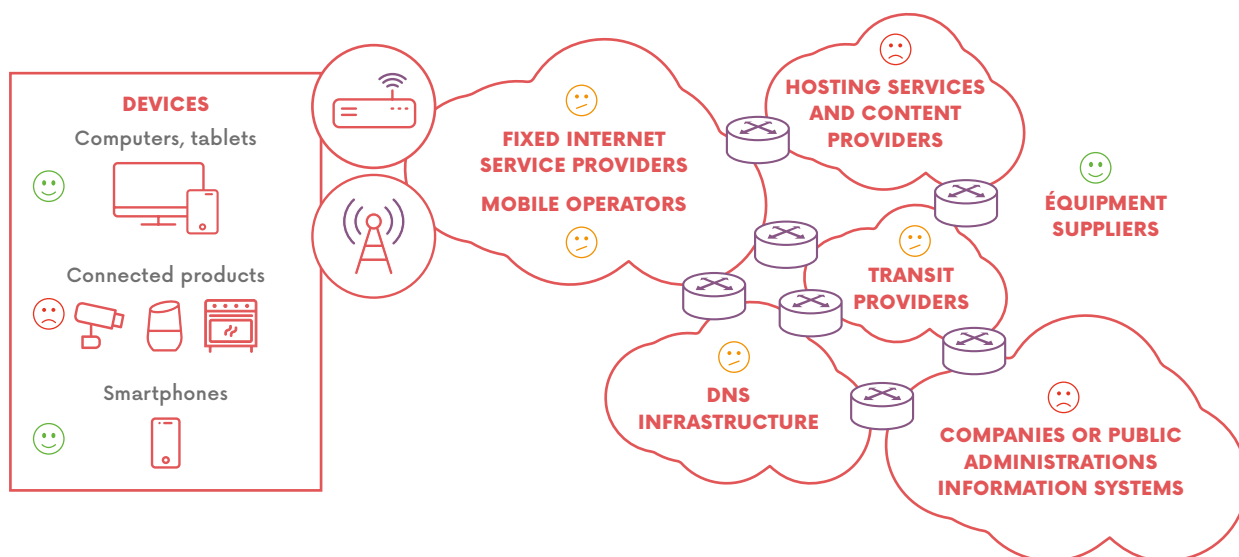 DEVICES
Computers, tablets
Connected products
Smartphones
FIXED INTERNET
SERVICE PROVIDERS
MOBILE OPERATORS
HOSTING SERVICES
AND CONTENT
PROVIDERS
ÉQUIPMENT
SUPPLIERS
TRANSIT
PROVIDERS
DNS
INFRASTRUCTURE
COMPANIES OR PUBLIC
ADMINISTRATIONS
INFORMATION SYSTEMS